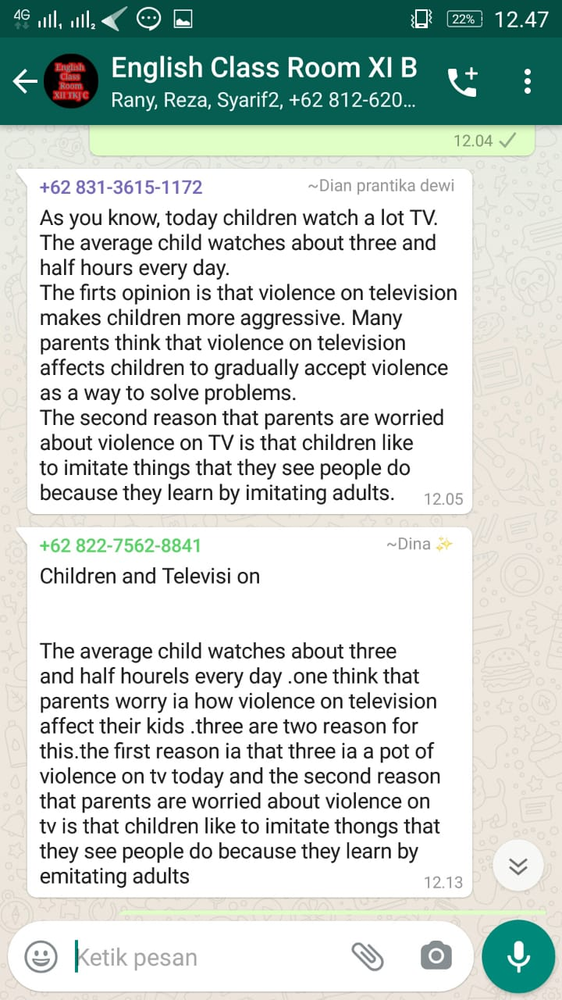 4G 1 2 22% 12.47
English Class Room XI B
English
Class
Room
XII TKJ C
Rany, Reza, Syarif2, +62 812-620...
12.04
+62 831-3615-1172 ~Dian prantika dewi
As you know, today children watch a lot TV.
The average child watches about three and
half hours every day.
The firts opinion is that violence on television
makes children more aggressive. Many
parents think that violence on television
affects children to gradually accept violence
as a way to solve problems.
The second reason that parents are worried
about violence on TV is that children like
to imitate things that they see people do
because they learn by imitating adults. 12.05
+62 822-7562-8841 ~Dina ✨
Children and Televisi on
The average child watches about three
and half hourels every day .one think that
parents worry ia how violence on television
affect their kids .three are two reason for
this.the first reason ia that three ia a pot of
violence on tv today and the second reason
that parents are worried about violence on
tv is that children like to imitate thongs that
they see people do because they learn by
emitating adults 12.13
Ketik pesan